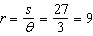 r = s/θ = 27/3 = 9